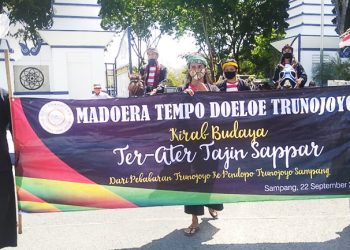 MADOERA TEMPO DOELOE TRUNOJOYO
Kirab Budaya
Ter-Ater Tajin Sappar
Dari Pababaran Trunojoyo Ke Pendopo Trunojoyo Sampang
Sampang, 22 September